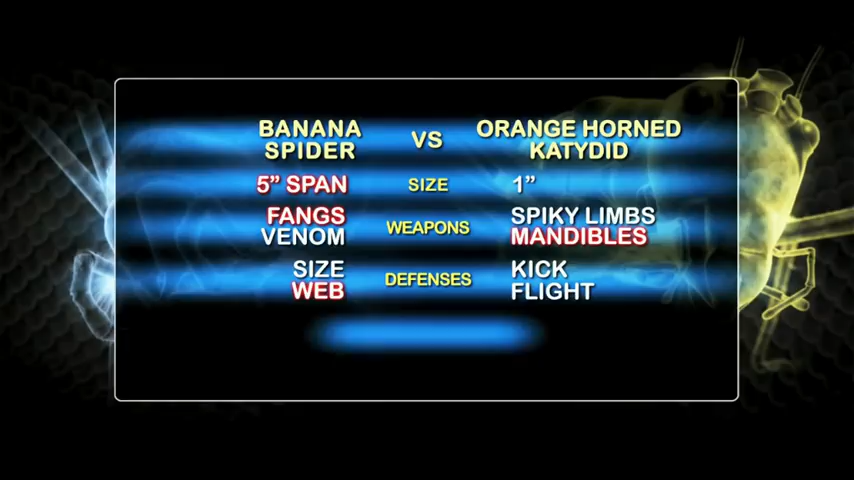 BANANA SPIDER VS ORANGE HORNED KATYDID
5” SPAN SIZE 1”
FANGS VENOM WEAPONS SPIKY LIMBS MANDIBLES
SIZE WEB DEFENSES KICK FLIGHT